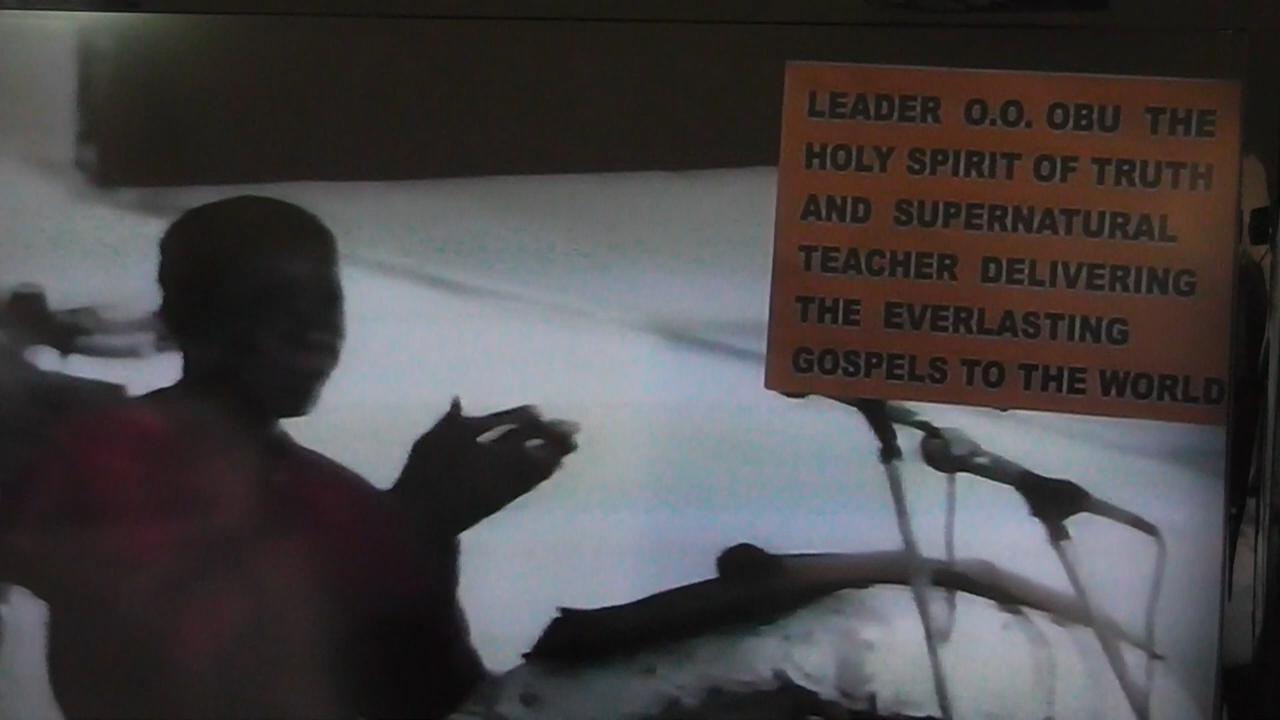 LEADER O.O. OBU THE
HOLY SPIRIT OF TRUTH
AND SUPERNATURAL
TEACHER DELIVERING
THE EVERLASTING
GOSPELS TO THE WORLD